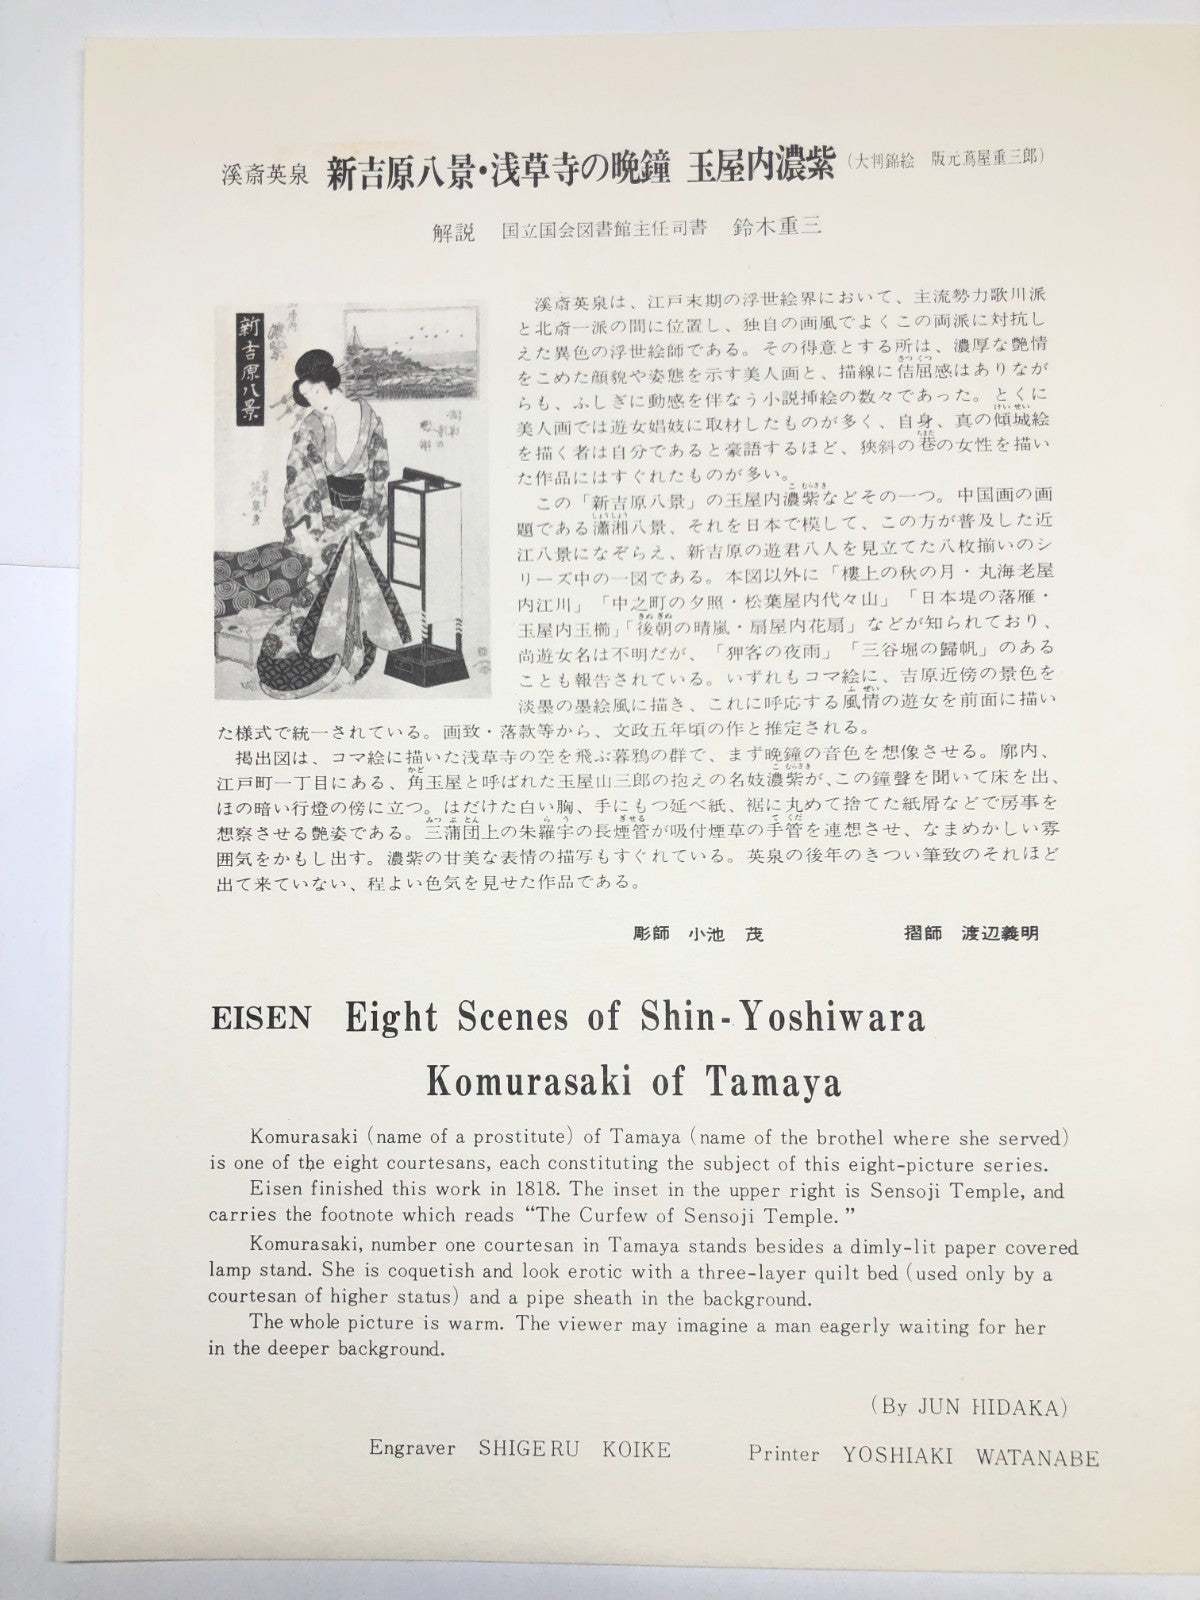 溪斎英泉 新吉原八景・浅草寺の晩鐘 玉屋内濃紫 (大判錦絵 版元蔦屋重三郎)
解説 国立国会図書館主任司書 鈴木重三
新吉原八景
溪斎英泉は、江戸末期の浮世絵界において、主流勢力歌川派
と北斎一派の間に位置し、独自の画風でよくこの両派に対抗し
えた異色の浮世絵師である。その得意とする所は、濃厚な艶情
をこめた顔貌や姿態を示す美人画と、描線に佶屈感はありなが
らも、ふしぎに動感を伴なう小説挿絵の数々であった。とくに
美人画では遊女娼妓に取材したものが多く、自身、真の傾城絵
を描く者は自分であると豪語するほど、狹斜の巷の女性を描い
た作品にはすぐれたものが多い。
この「新吉原八景」の玉屋内濃紫などその一つ。中国画の画
題である瀟湘八景、それを日本で模して、この方が普及した近
江八景になぞらえ、新吉原の遊君八人を見立てた八枚揃いのシ
リーズ中の一図である。本図以外に「樓上の秋の月・丸海老屋
内江川」「中之町の夕照・松葉屋内代々山」「日本堤の落雁・
玉屋内玉櫛」「後朝の晴嵐・扇屋内花扇」などが知られており、
尚遊女名は不明だが、「狎客の夜雨」「三谷堀の歸帆」のある
ことも報告されている。いずれもコマ絵に、吉原近傍の景色を
淡墨の墨絵風に描き、これに呼応する風情の遊女を前面に描い
た様式で統一されている。画致・落款等から、文政五年頃の作と推定される。
掲出図は、コマ絵に描いた浅草寺の空を飛ぶ暮鴉の群で、まず晩鐘の音色を想像させる。廓内、
江戸町一丁目にある、角玉屋と呼ばれた玉屋山三郎の抱えの名妓濃紫が、この鐘聲を聞いて床を出、
ほの暗い行燈の傍に立つ。はだけた白い胸、手にもつ延べ紙、裾に丸めて捨てた紙屑などで房事を
想察させる艶姿である。三蒲団上の朱羅宇の長煙管が吸付煙草の手管を連想させ、なまめかしい雰
囲気をかもし出す。濃紫の甘美な表情の描写もすぐれている。英泉の後年のきつい筆致のそれほど
出て来ていない、程よい色気を見せた作品である。
彫師 小池 茂 摺師 渡辺義明
EISEN Eight Scenes of Shin-Yoshiwara
Komurasaki of Tamaya
Komurasaki (name of a prostitute) of Tamaya (name of the brothel where she served)
is one of the eight courtesans, each constituting the subject of this eight-picture series.
Eisen finished this work in 1818. The inset in the upper right is Sensoji Temple, and
carries the footnote which reads “The Curfew of Sensoji Temple.”
Komurasaki, number one courtesan in Tamaya stands besides a dimly-lit paper covered
lamp stand. She is coquetish and look erotic with a three-layer quilt bed (used only by a
courtesan of higher status) and a pipe sheath in the background.
The whole picture is warm. The viewer may imagine a man eagerly waiting for her
in the deeper background.
(By JUN HIDAKA)
Engraver SHIGERU KOIKE Printer YOSHIAKI WATANABE